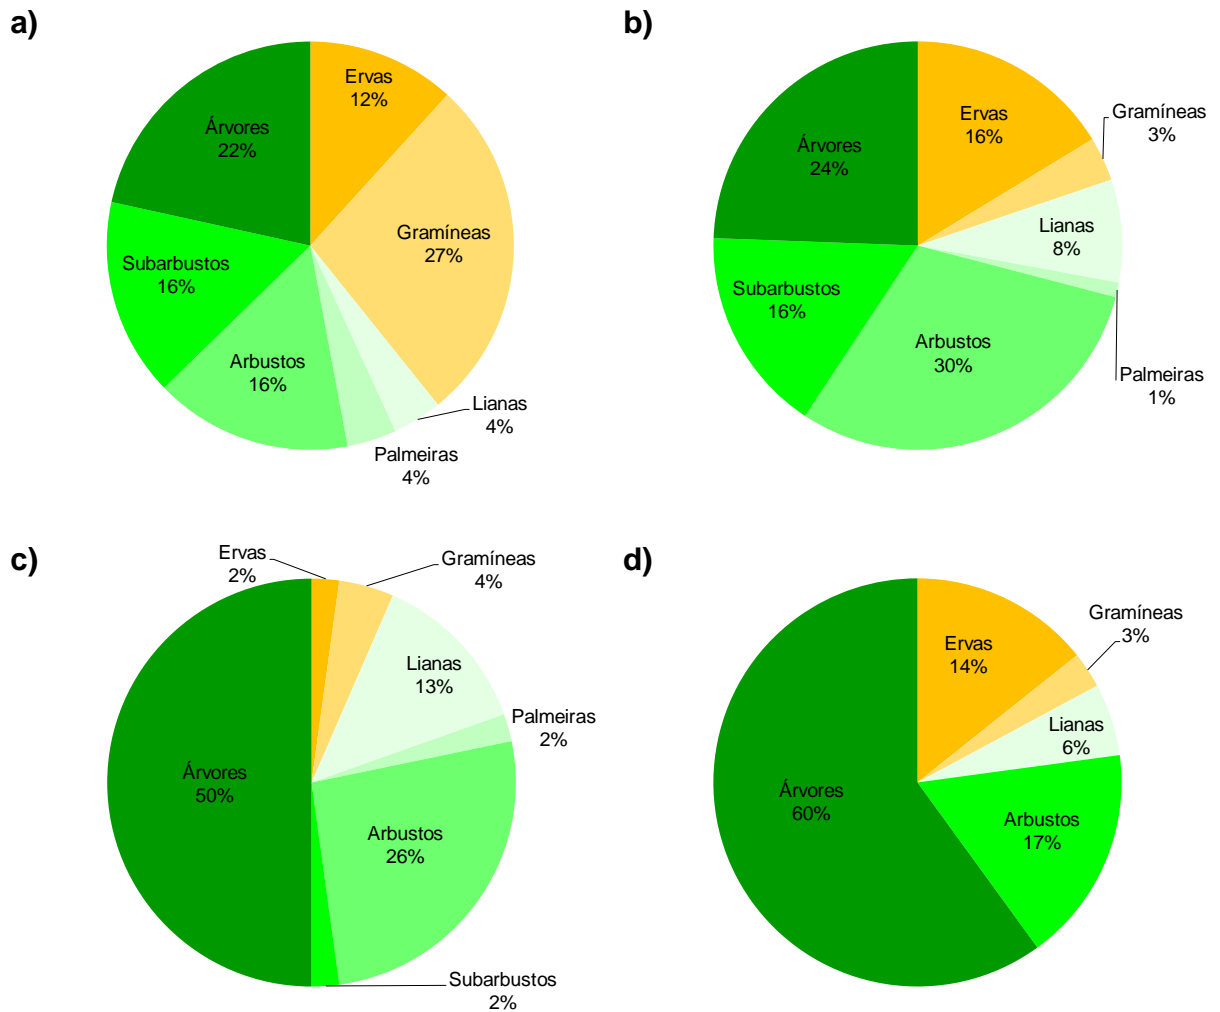 a)
Ervas
12%
Gramíneas
27%
Lianas
4%
Palmeiras
4%
Arbustos
16%
Subarbustos
16%
Árvores
22%
b)
Ervas
16%
Gramíneas
3%
Lianas
8%
Palmeiras
1%
Arbustos
30%
Subarbustos
16%
Árvores
24%
c)
Ervas
2%
Gramíneas
4%
Lianas
13%
Palmeiras
2%
Arbustos
26%
Subarbustos
2%
Árvores
50%
d)
Ervas
14%
Gramíneas
3%
Lianas
6%
Arbustos
17%
Árvores
60%